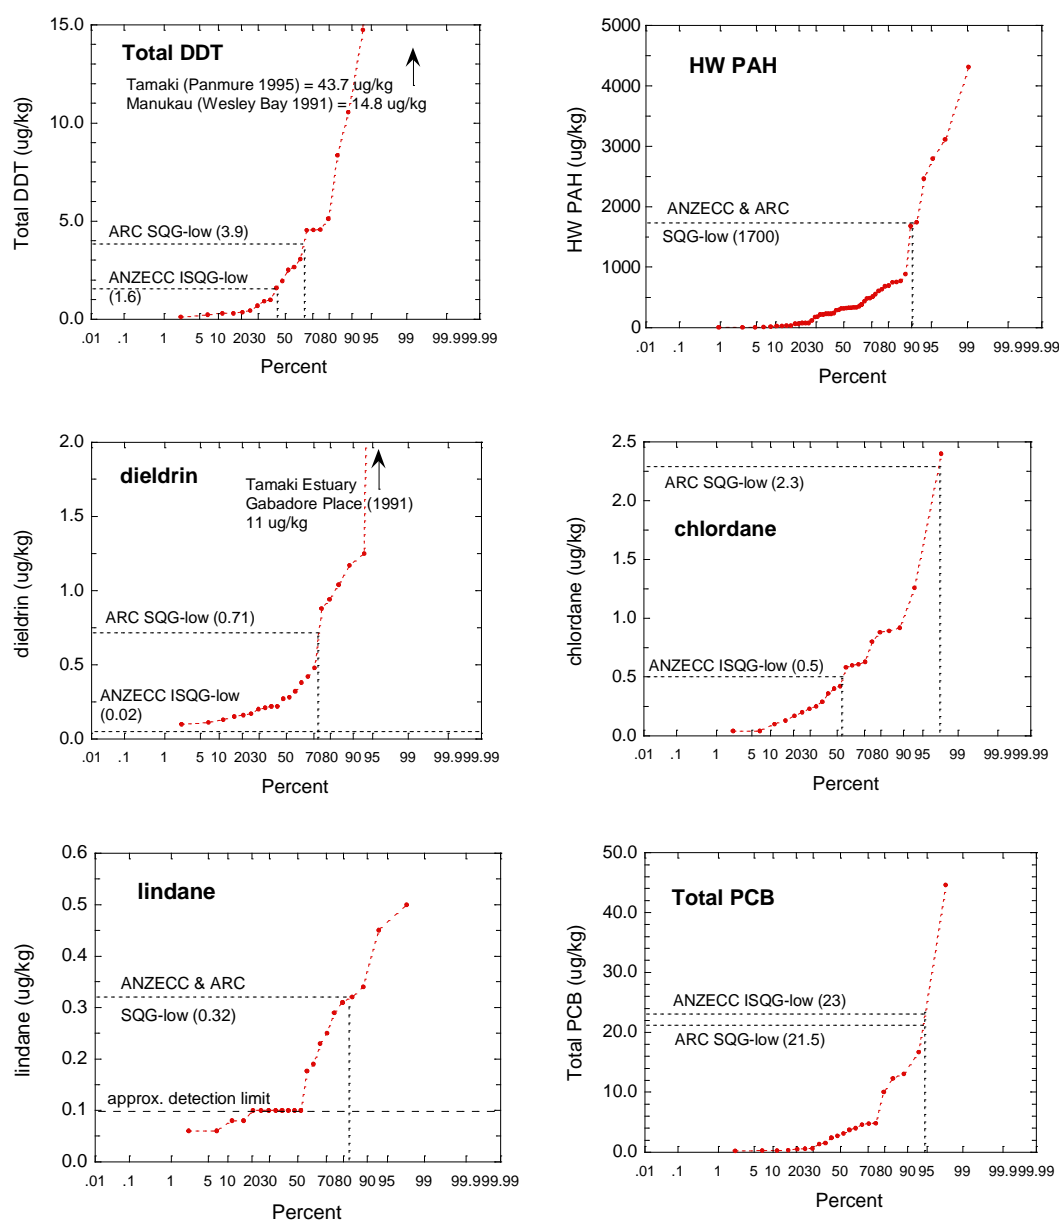 Total DDT
Tamaki (Panmure 1995) = 43.7 ug/kg
Manukau (Wesley Bay 1991) = 14.8 ug/kg
ARC SQG-low (3.9)
ANZECC ISQG-low
(1.6)
Total DDT (ug/kg)
15.0
10.0
5.0
0.0
.01 .1 1 5 10 2030 50 7080 90 95 99 99.999.99
Percent
HW PAH
ANZECC & ARC
SQG-low (1700)
HW PAH (ug/kg)
5000
4000
3000
2000
1000
0
.01 .1 1 5 10 2030 50 7080 90 95 99 99.999.99
Percent
dieldrin
Tamaki Estuary
Gabadore Place (1991)
11 ug/kg
ARC SQG-low (0.71)
ANZECC ISQG-low
(0.02)
dieldrin (ug/kg)
2.0
1.5
1.0
0.5
0.0
.01 .1 1 5 10 2030 50 7080 90 95 99 99.999.99
Percent
ARC SQG-low (2.3)
chlordane
ANZECC ISQG-low (0.5)
chlordane (ug/kg)
2.5
2.0
1.5
1.0
0.5
0.0
.01 .1 1 5 10 2030 50 7080 90 95 99 99.999.99
Percent
lindane
ANZECC & ARC
SQG-low (0.32)
approx. detection limit
lindane (ug/kg)
0.6
0.5
0.4
0.3
0.2
0.1
0.0
.01 .1 1 5 10 2030 50 7080 90 95 99 99.999.99
Percent
Total PCB
ANZECC ISQG-low (23)
ARC SQG-low (21.5)
Total PCB (ug/kg)
50.0
40.0
30.0
20.0
10.0
0.0
.01 .1 1 5 10 2030 50 7080 90 95 99 99.999.99
Percent